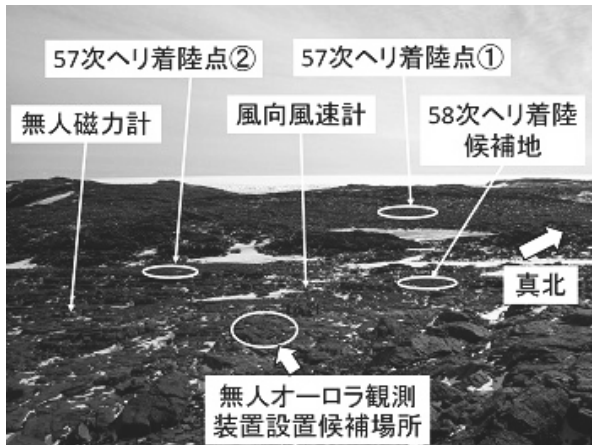 57次ヘリ着陸点②
57次ヘリ着陸点①
無人磁力計
風向風速計
58次ヘリ着陸
候補地
真北
無人オーロラ観測
装置設置候補場所